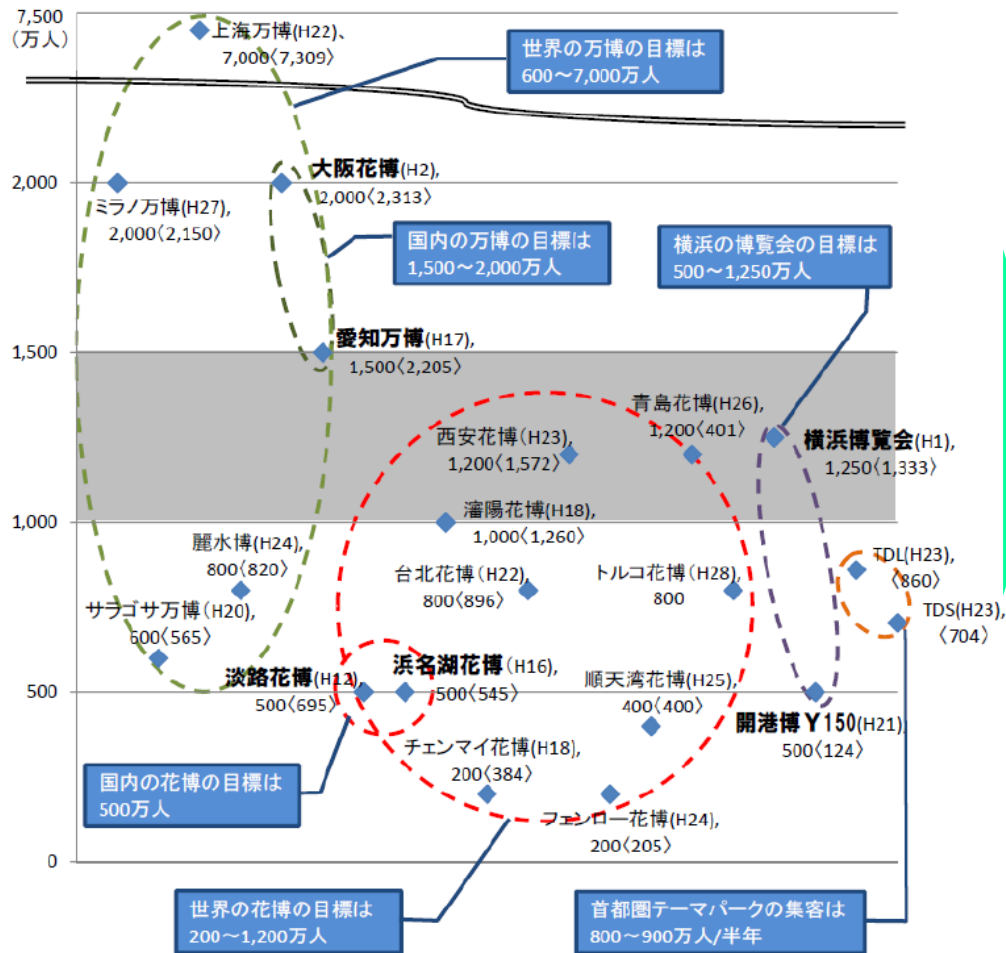 7,500
(万人)
上海万博(H22)、
7,000〈7,309〉
世界の万博の目標は
600～7,000万人
2,000
ミラノ万博(H27),
2,000〈2,150〉
大阪花博(H2),
2,000〈2,313〉
国内の万博の目標は
1,500～2,000万人
横浜の博覧会の目標は
500～1,250万人
1,500
愛知万博(H17),
1,500〈2,205〉
青島花博(H26),
1,200〈401〉
西安花博(H23),
1,200〈1,572〉
横浜博覧会(H1),
1,250〈1,333〉
1,000
瀋陽花博(H18),
1,000〈1,260〉
麗水博(H24)
800〈820〉
台北花博(H22),
800〈896〉
トルコ花博(H28),
800
TDL(H23),
〈860〉
TDS(H23),
〈704〉
サラゴサ万博(H20)
600〈565〉
500
淡路花博(H12),
500〈695〉
浜名湖花博(H16)
500〈545〉
順天湾花博(H25),
400〈400〉
開港博Y150(H21),
500〈124〉
チェンマイ花博(H18),
200〈384〉
フェンロー花博(H24),
200〈205〉
国内の花博の目標は
500万人
0
世界の花博の目標は
200～1,200万人
首都圏テーマパークの集客は
800～900万人/半年